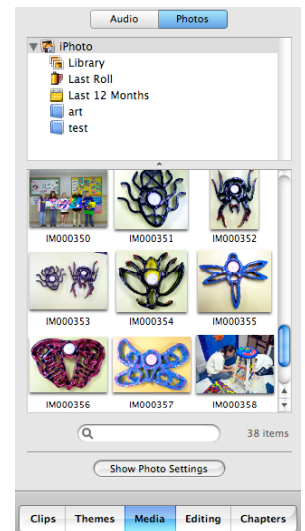 Audio Photos
iPhoto
Library
Last Roll
Last 12 Months
art
test
IM000350 IM000351 IM000352
IM000353 IM000354 IM000355
IM000356 IM000357 IM000358
38 items
Show Photo Settings
Clips Themes Media Editing Chapters